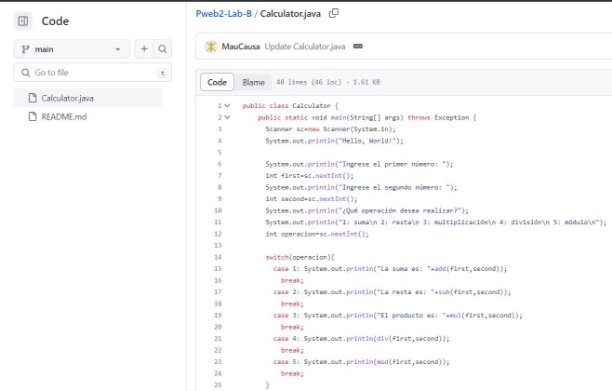 Code
main
Go to file
t
Calculator.java
README.md
Pweb2-Lab-B / Calculator.java
MauCausa Update Calculator.java
Code Blame 48 lines (46 loc) · 1.61 KB
1 public class Calculator {
2 public static void main(String[] args) throws Exception {
3 Scanner sc=new Scanner(System.in);
4 System.out.println("Hello, World!");
5
6 System.out.println("Ingrese el primer número: ");
7 int first=sc.nextInt();
8 System.out.println("Ingrese el segundo número: ");
9 int second=sc.nextInt();
10 System.out.println("¿Qué operación desea realizar?");
11 System.out.println("1: suma\n 2: resta\n 3: multiplicación\n 4: división\n 5: módulo\n");
12 int operacion=sc.nextInt();
13
14 switch(operacion){
15 case 1: System.out.println("La suma es: "+add(first,second));
16 break;
17 case 2: System.out.println("La resta es: "+sub(first,second));
18 break;
19 case 3: System.out.println("El producto es: "+mul(first,second));
20 break;
21 case 4: System.out.println(div(first,second));
22 break;
23 case 5: System.out.println(mod(first,second));
24 break;
25 }